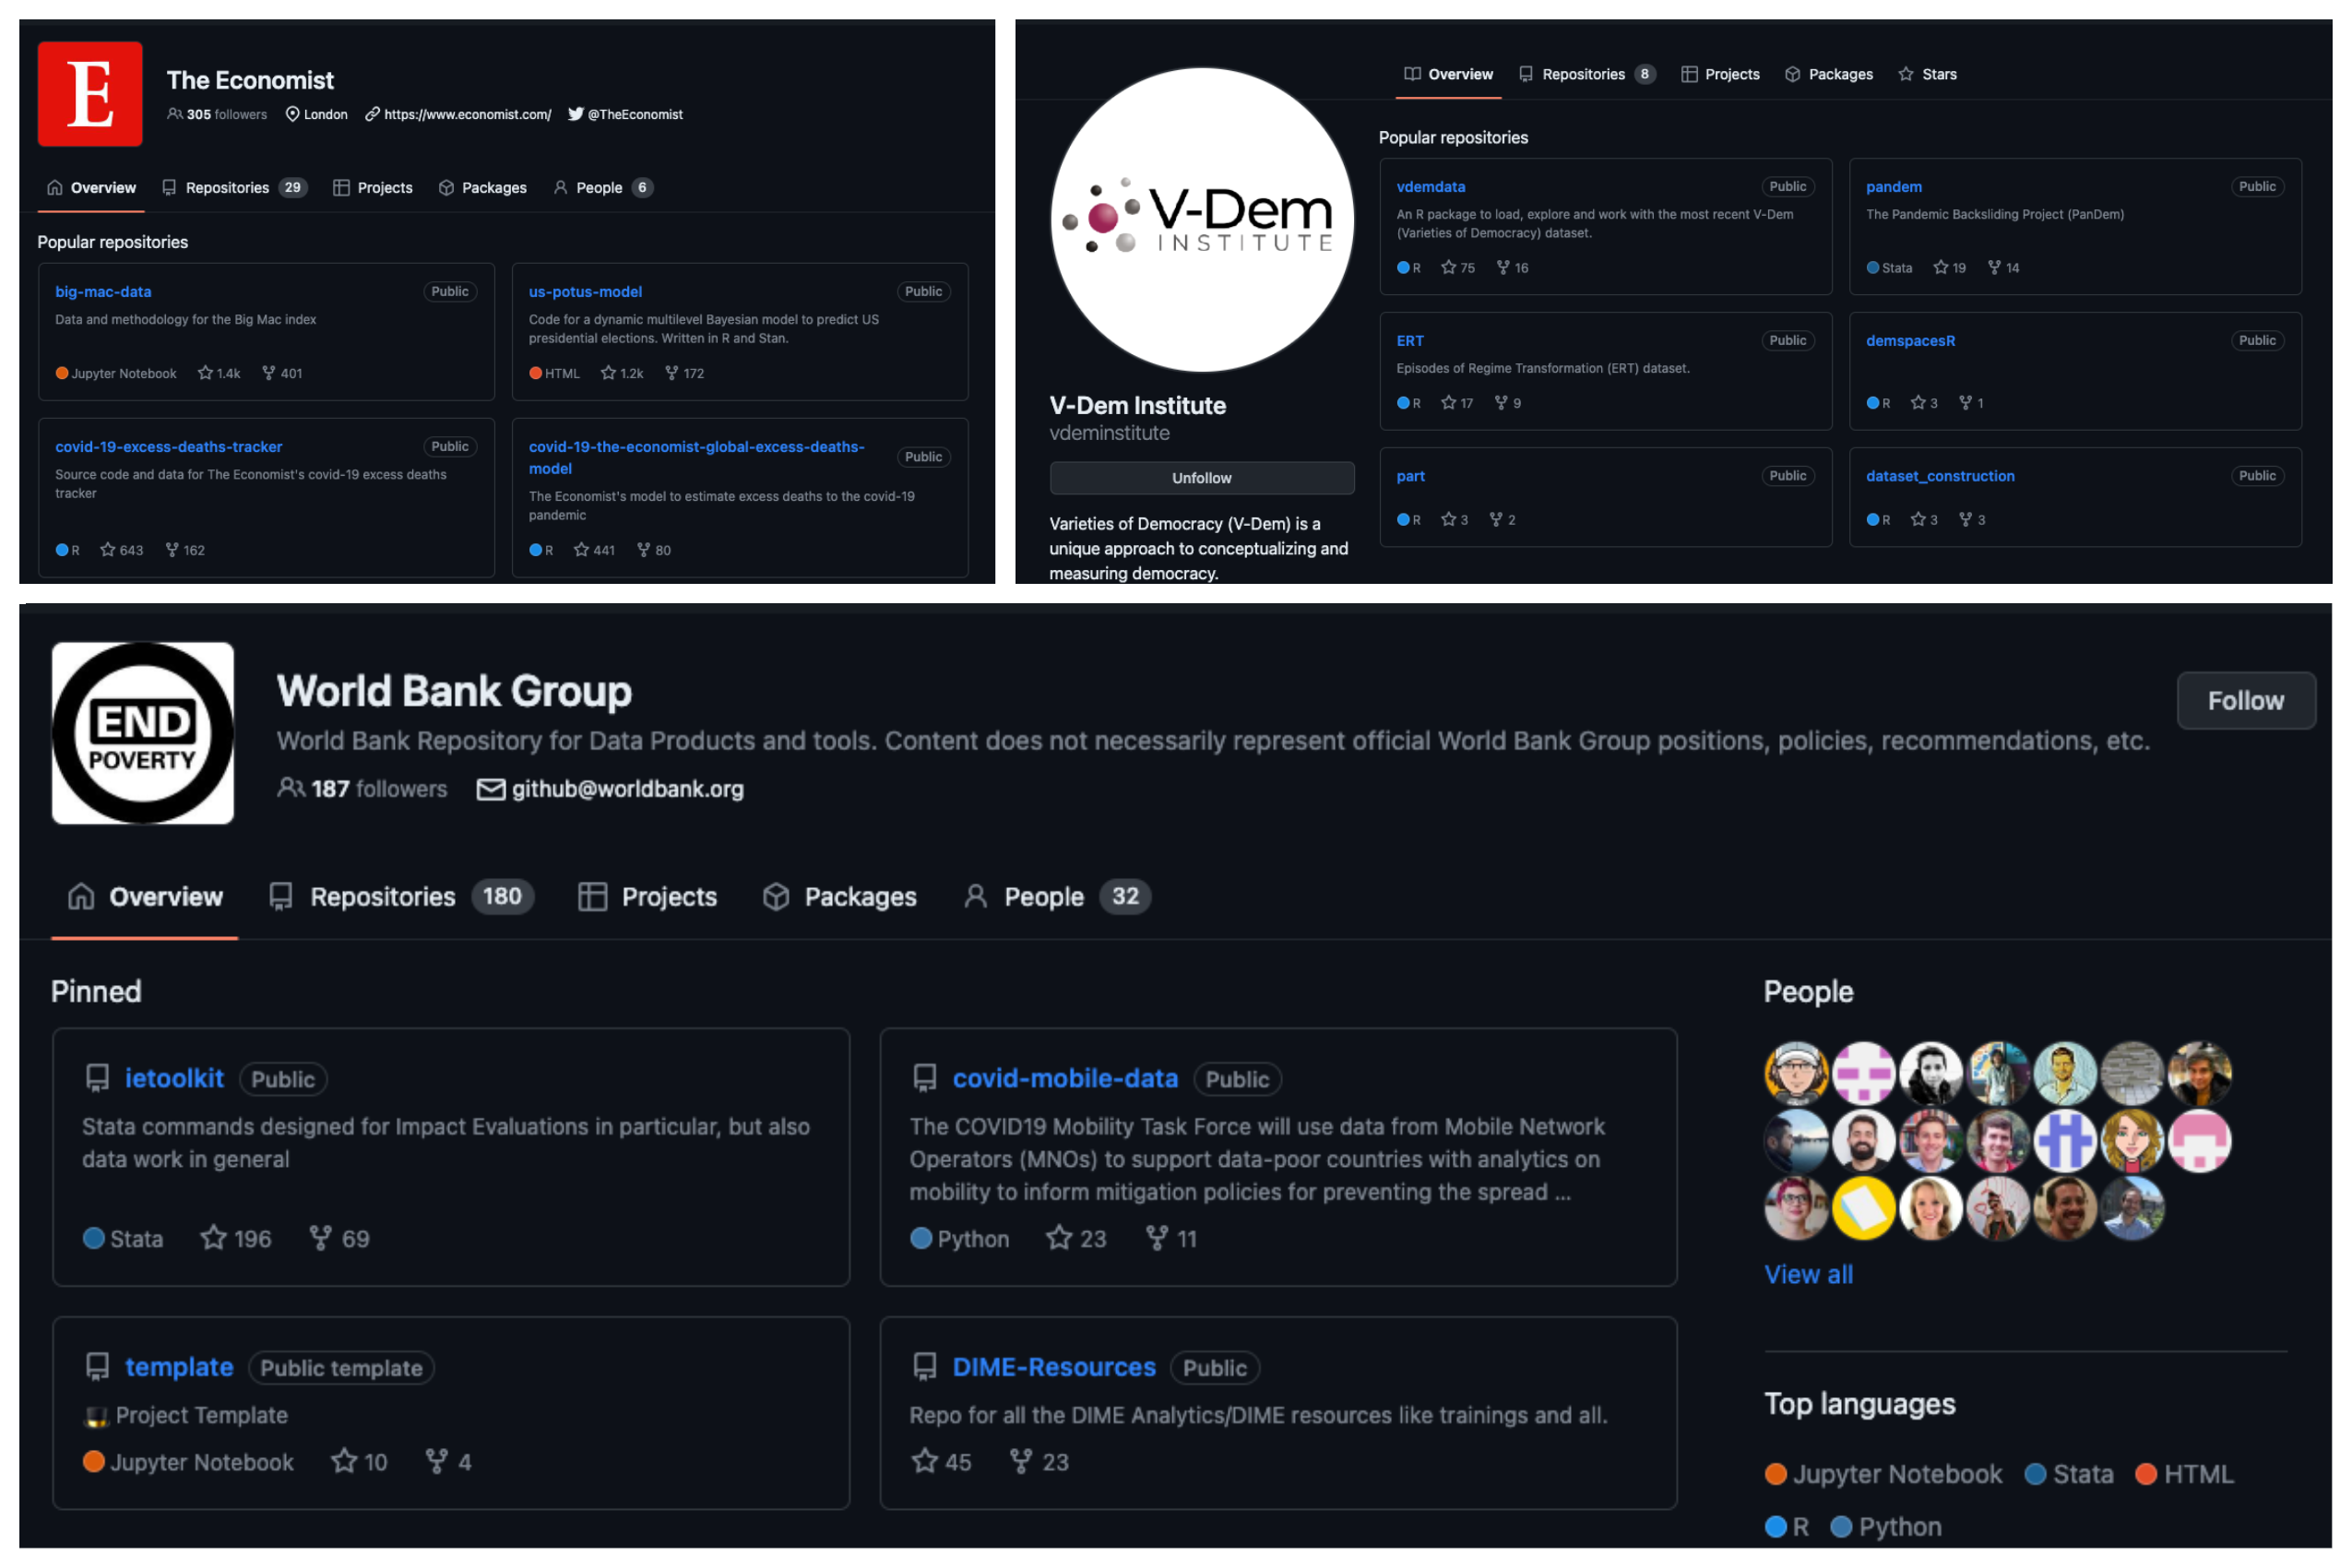 E
The Economist
305 followers London https://www.economist.com/ @TheEconomist
Overview Repositories 29 Projects Packages People 6
Popular repositories
big-mac-data Public
Data and methodology for the Big Mac index
Jupyter Notebook 1.4k 401
us-potus-model Public
Code for a dynamic multilevel Bayesian model to predict US
presidential elections. Written in R and Stan.
HTML 1.2k 172
covid-19-excess-deaths-tracker Public
Source code and data for The Economist's covid-19 excess deaths
tracker
R 643 162
covid-19-the-economist-global-excess-deaths-
model Public
The Economist's model to estimate excess deaths to the covid-19
pandemic
R 441 80
V-Dem
INSTITUTE
V-Dem Institute
vdeminstitute
Unfollow
Varieties of Democracy (V-Dem) is a
unique approach to conceptualizing and
measuring democracy.
Overview Repositories 8 Projects Packages Stars
Popular repositories
vdemdata Public
An R package to load, explore and work with the most recent V-Dem
(Varieties of Democracy) dataset.
R 75 16
pandem Public
The Pandemic Backsliding Project (PanDem)
Stata 19 14
ERT Public
Episodes of Regime Transformation (ERT) dataset.
R 17 9
demspacesR Public
R 3 1
part Public
R 3 2
dataset_construction Public
R 3 3
END
POVERTY
World Bank Group
Follow
World Bank Repository for Data Products and tools. Content does not necessarily represent official World Bank Group positions, policies, recommendations, etc.
187 followers github@worldbank.org
Overview Repositories 180 Projects Packages People 32
Pinned
ietoolkit Public
Stata commands designed for Impact Evaluations in particular, but also
data work in general
Stata 196 69
covid-mobile-data Public
The COVID19 Mobility Task Force will use data from Mobile Network
Operators (MNOs) to support data-poor countries with analytics on
mobility to inform mitigation policies for preventing the spread ...
Python 23 11
template Public template
Project Template
Jupyter Notebook 10 4
DIME-Resources Public
Repo for all the DIME Analytics/DIME resources like trainings and all.
45 23
People
View all
Top languages
Jupyter Notebook Stata HTML
R Python